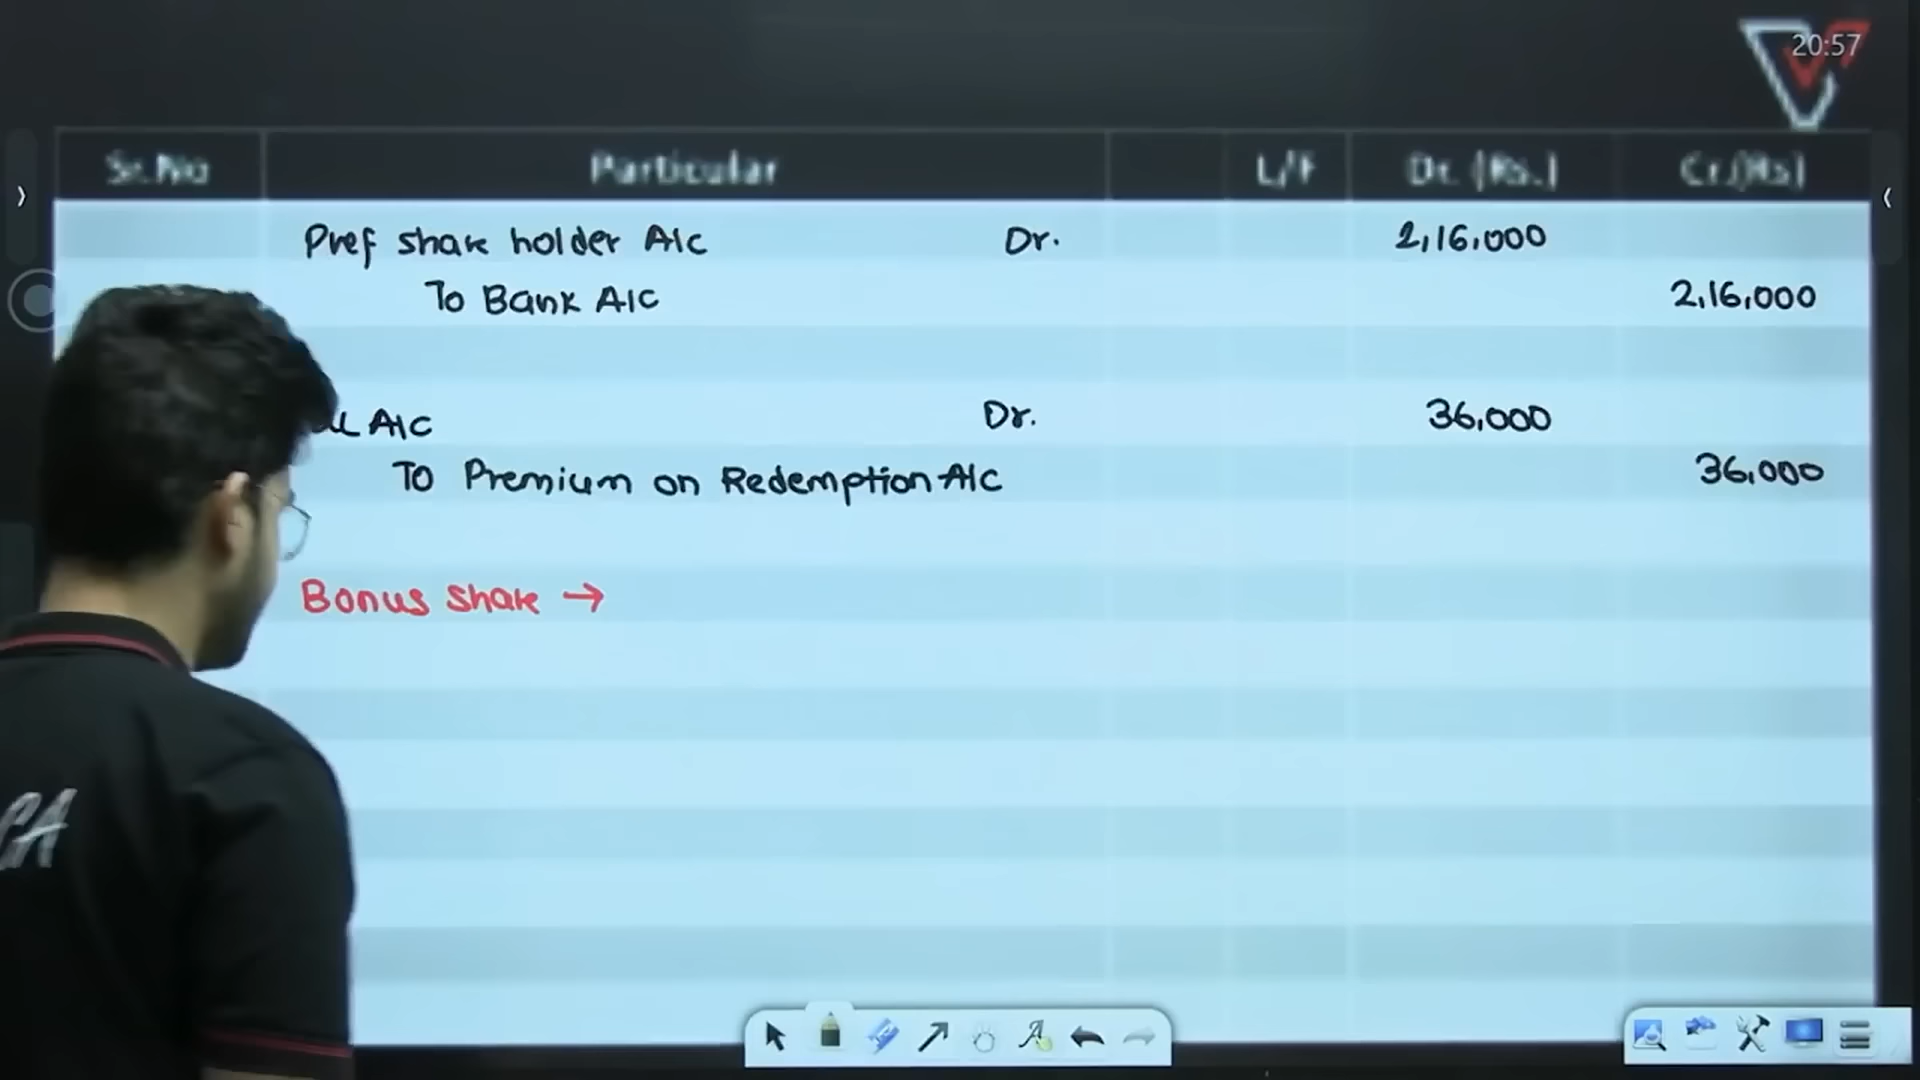 20:57
Sr.No Particular L/F Dr. (Rs.) Cr.(Rs)
Pref share holder A/c Dr. 2,16,000
To Bank A/c 2,16,000
A/c Dr. 36,000
To Premium on Redemption A/c 36,000
Bonus share →
CA